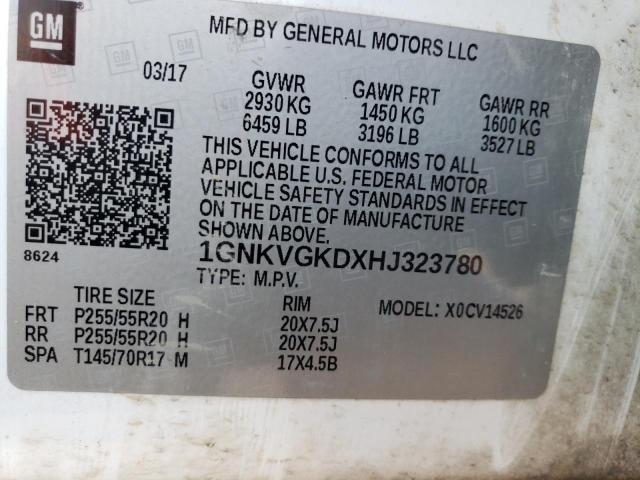 GM
MFD BY GENERAL MOTORS LLC
03/17 GVWR GAWR FRT GAWR RR
2930 KG 1450 KG 1600 KG
6459 LB 3196 LB 3527 LB
THIS VEHICLE CONFORMS TO ALL
APPLICABLE U.S. FEDERAL MOTOR
VEHICLE SAFETY STANDARDS IN EFFECT
ON THE DATE OF MANUFACTURE
SHOWN ABOVE.
8624 1GNKVGKDXHJ323780
TYPE: M.P.V.
TIRE SIZE RIM MODEL: X0CV14526
FRT P255/55R20 H 20X7.5J
RR P255/55R20 H 20X7.5J
SPA T145/70R17 M 17X4.5B